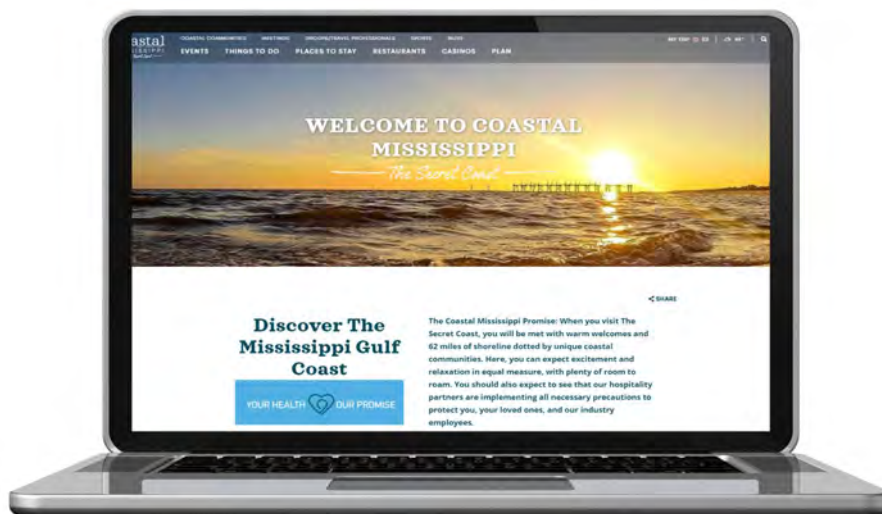 COASTAL COMMUNITIES MEETINGS GROUPS/TRAVEL PROFESSIONALS SPORTS BLOG
astal
EVENTS THINGS TO DO PLACES TO STAY RESTAURANTS CASINOS PLAN
WELCOME TO COASTAL
MISSISSIPPI
The Secret Coast
SHARE
Discover The
Mississippi Gulf
Coast
YOUR HEALTH OUR PROMISE
The Coastal Mississippi Promise: When you visit The
Secret Coast, you will be met with warm welcomes and
62 miles of shoreline dotted by unique coastal
communities. Here, you can expect excitement and
relaxation in equal measure, with plenty of room to
roam. You should also expect to see that our hospitality
partners are implementing all necessary precautions to
protect you, your loved ones, and our industry
employees.